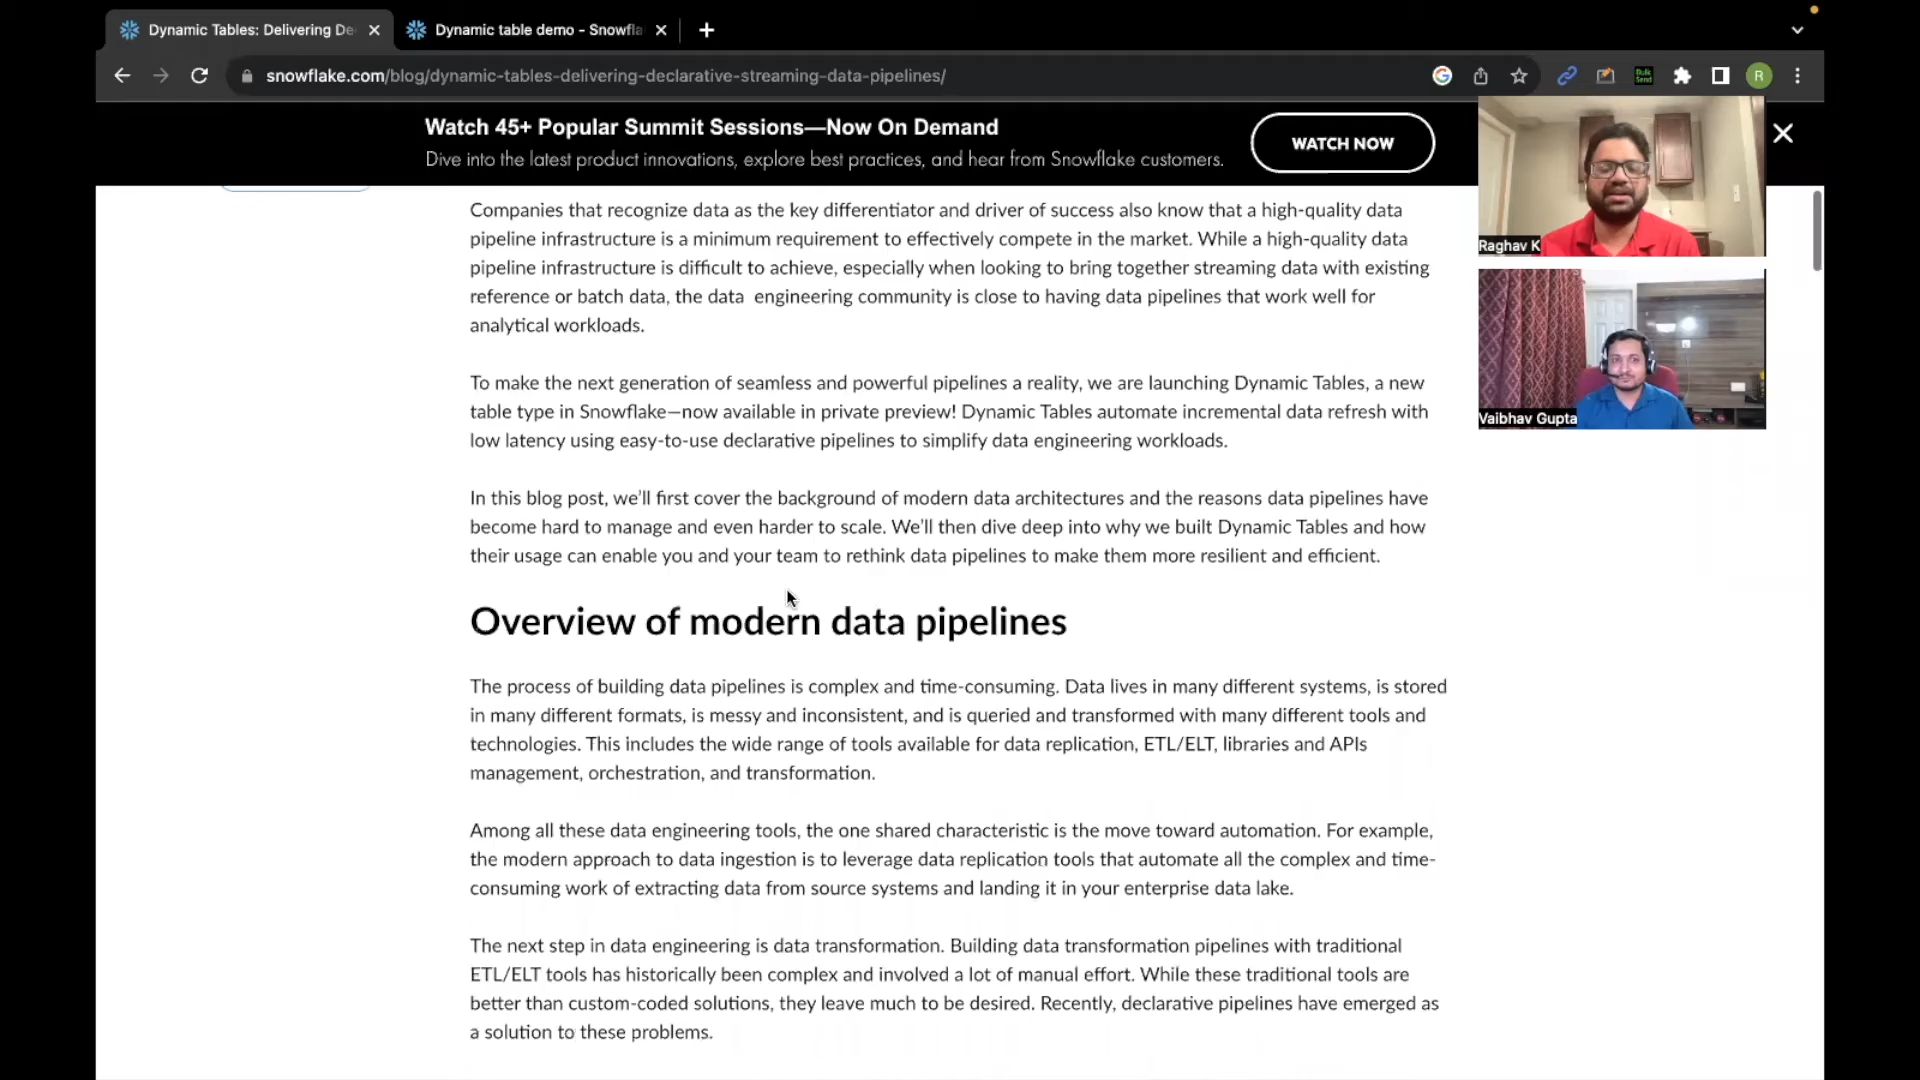 Dynamic Tables: Delivering De
Dynamic table demo - Snowfla
snowflake.com/blog/dynamic-tables-delivering-declarative-streaming-data-pipelines/
Bulk Send
R
Watch 45+ Popular Summit Sessions—Now On Demand
Dive into the latest product innovations, explore best practices, and hear from Snowflake customers.
WATCH NOW
Raghav K
Vaibhav Gupta
Companies that recognize data as the key differentiator and driver of success also know that a high-quality data
pipeline infrastructure is a minimum requirement to effectively compete in the market. While a high-quality data
pipeline infrastructure is difficult to achieve, especially when looking to bring together streaming data with existing
reference or batch data, the data engineering community is close to having data pipelines that work well for
analytical workloads.
To make the next generation of seamless and powerful pipelines a reality, we are launching Dynamic Tables, a new
table type in Snowflake—now available in private preview! Dynamic Tables automate incremental data refresh with
low latency using easy-to-use declarative pipelines to simplify data engineering workloads.
In this blog post, we'll first cover the background of modern data architectures and the reasons data pipelines have
become hard to manage and even harder to scale. We'll then dive deep into why we built Dynamic Tables and how
their usage can enable you and your team to rethink data pipelines to make them more resilient and efficient.
Overview of modern data pipelines
The process of building data pipelines is complex and time-consuming. Data lives in many different systems, is stored
in many different formats, is messy and inconsistent, and is queried and transformed with many different tools and
technologies. This includes the wide range of tools available for data replication, ETL/ELT, libraries and APIs
management, orchestration, and transformation.
Among all these data engineering tools, the one shared characteristic is the move toward automation. For example,
the modern approach to data ingestion is to leverage data replication tools that automate all the complex and time-
consuming work of extracting data from source systems and landing it in your enterprise data lake.
The next step in data engineering is data transformation. Building data transformation pipelines with traditional
ETL/ELT tools has historically been complex and involved a lot of manual effort. While these traditional tools are
better than custom-coded solutions, they leave much to be desired. Recently, declarative pipelines have emerged as
a solution to these problems.